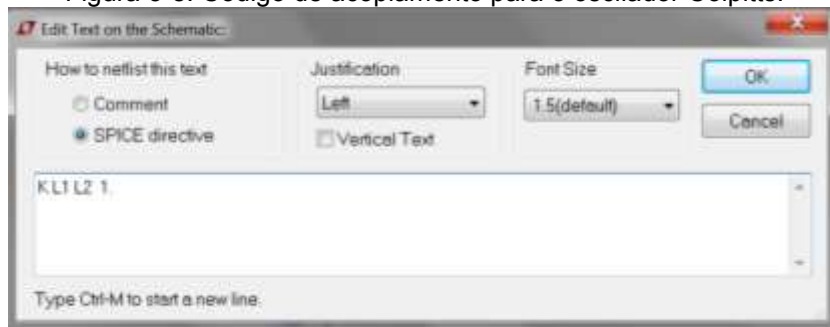 Figura 3-3. Código de acoplamento para o oscilador Colpitts.
Edit Text on the Schematic:
How to netlist this text
Comment
SPICE directive
Justification
Left
Vertical Text
Font Size
1.5(default)
OK
Cancel
K L1 L2 1.
Type Ctrl-M to start a new line.